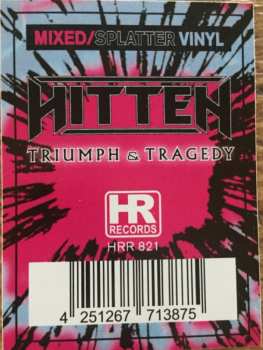 MIXED/SPLATTER VINYL
HITTEN
TRIUMPH & TRAGEDY
HR
RECORDS
HRR 821
4 251267 713875